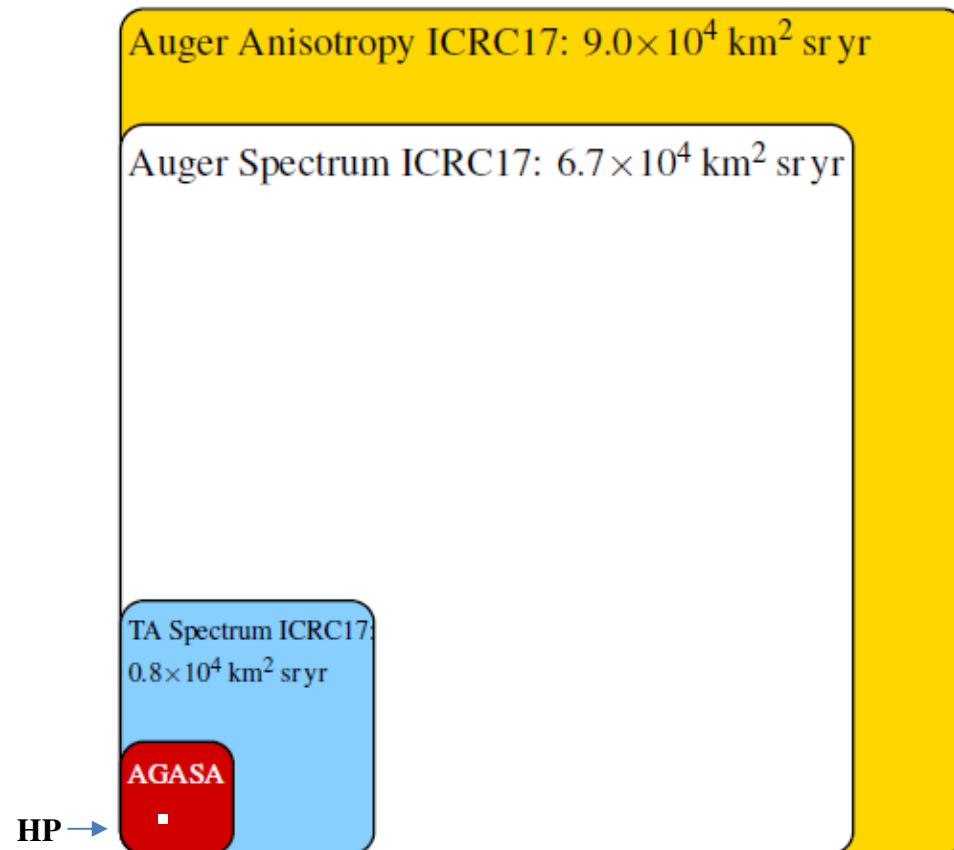 Auger Anisotropy ICRC17: 9.0×10⁴ km² sr yr
Auger Spectrum ICRC17: 6.7×10⁴ km² sr yr
TA Spectrum ICRC17:
0.8×10⁴ km² sr yr
AGASA
HP